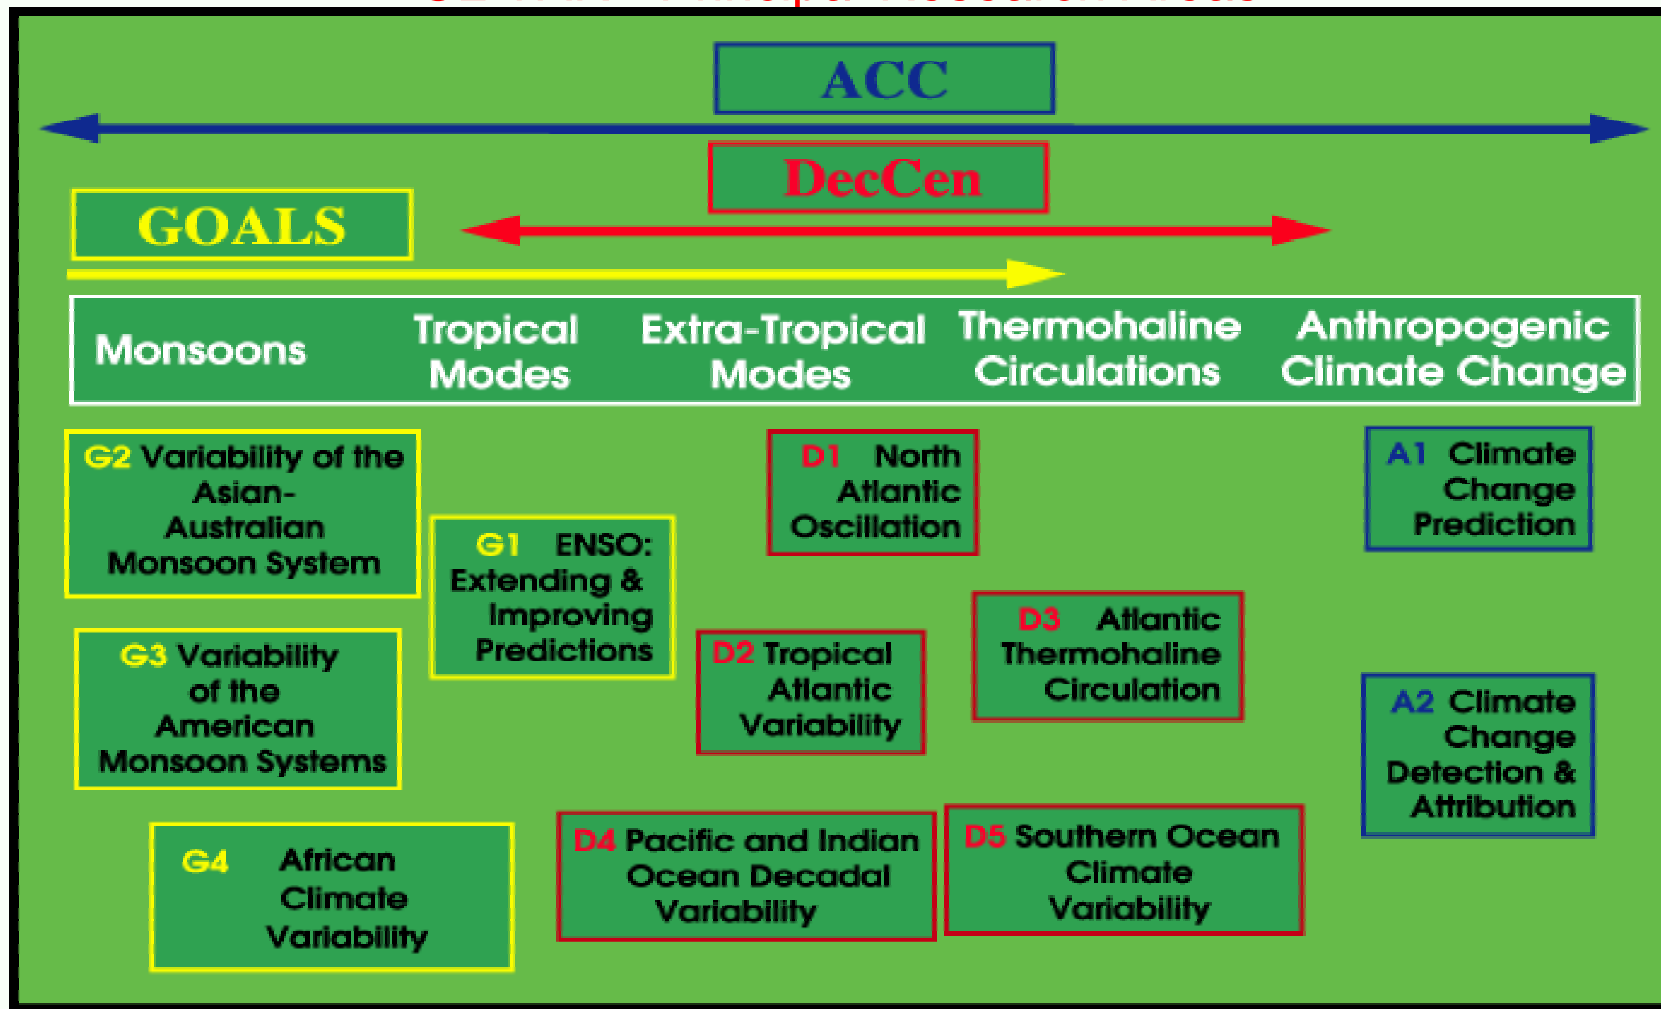 ACC
DecCen
GOALS
Monsoons
Tropical
Modes
Extra-Tropical
Modes
Thermohaline
Circulations
Anthropogenic
Climate Change
G2 Variability of the
Asian-
Australian
Monsoon System
G3 Variability
of the
American
Monsoon Systems
G4 African
Climate
Variability
G1 ENSO:
Extending &
Improving
Predictions
D1 North
Atlantic
Oscillation
D2 Tropical
Atlantic
Variability
D4 Pacific and Indian
Ocean Decadal
Variability
D3 Atlantic
Thermohaline
Circulation
D5 Southern Ocean
Climate
Variability
A1 Climate
Change
Prediction
A2 Climate
Change
Detection &
Attribution